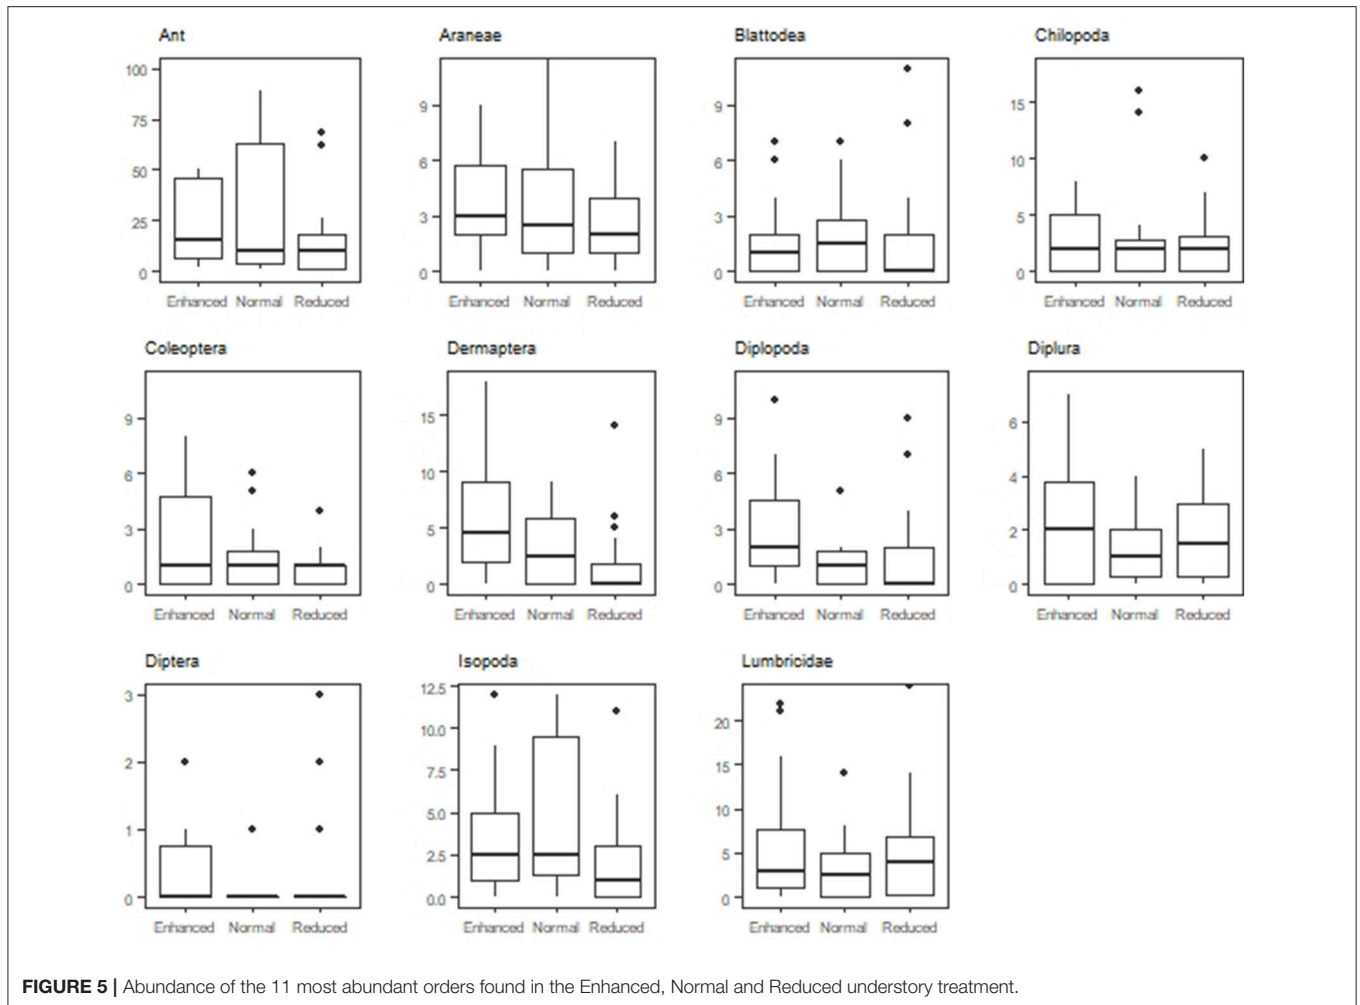 Ant
Araneae
Blattodea
Chilopoda
100
75
50
25
0
9
6
3
0
9
6
3
0
15
10
5
0
Enhanced Normal Reduced
Enhanced Normal Reduced
Enhanced Normal Reduced
Enhanced Normal Reduced
Coleoptera
Dermaptera
Diplopoda
Diplura
9
6
3
0
15
10
5
0
9
6
3
0
6
4
2
0
Enhanced Normal Reduced
Enhanced Normal Reduced
Enhanced Normal Reduced
Enhanced Normal Reduced
Diptera
Isopoda
Lumbricidae
3
2
1
0
12.5
10.0
7.5
5.0
2.5
0.0
20
15
10
5
0
Enhanced Normal Reduced
Enhanced Normal Reduced
Enhanced Normal Reduced
FIGURE 5 | Abundance of the 11 most abundant orders found in the Enhanced, Normal and Reduced understory treatment.